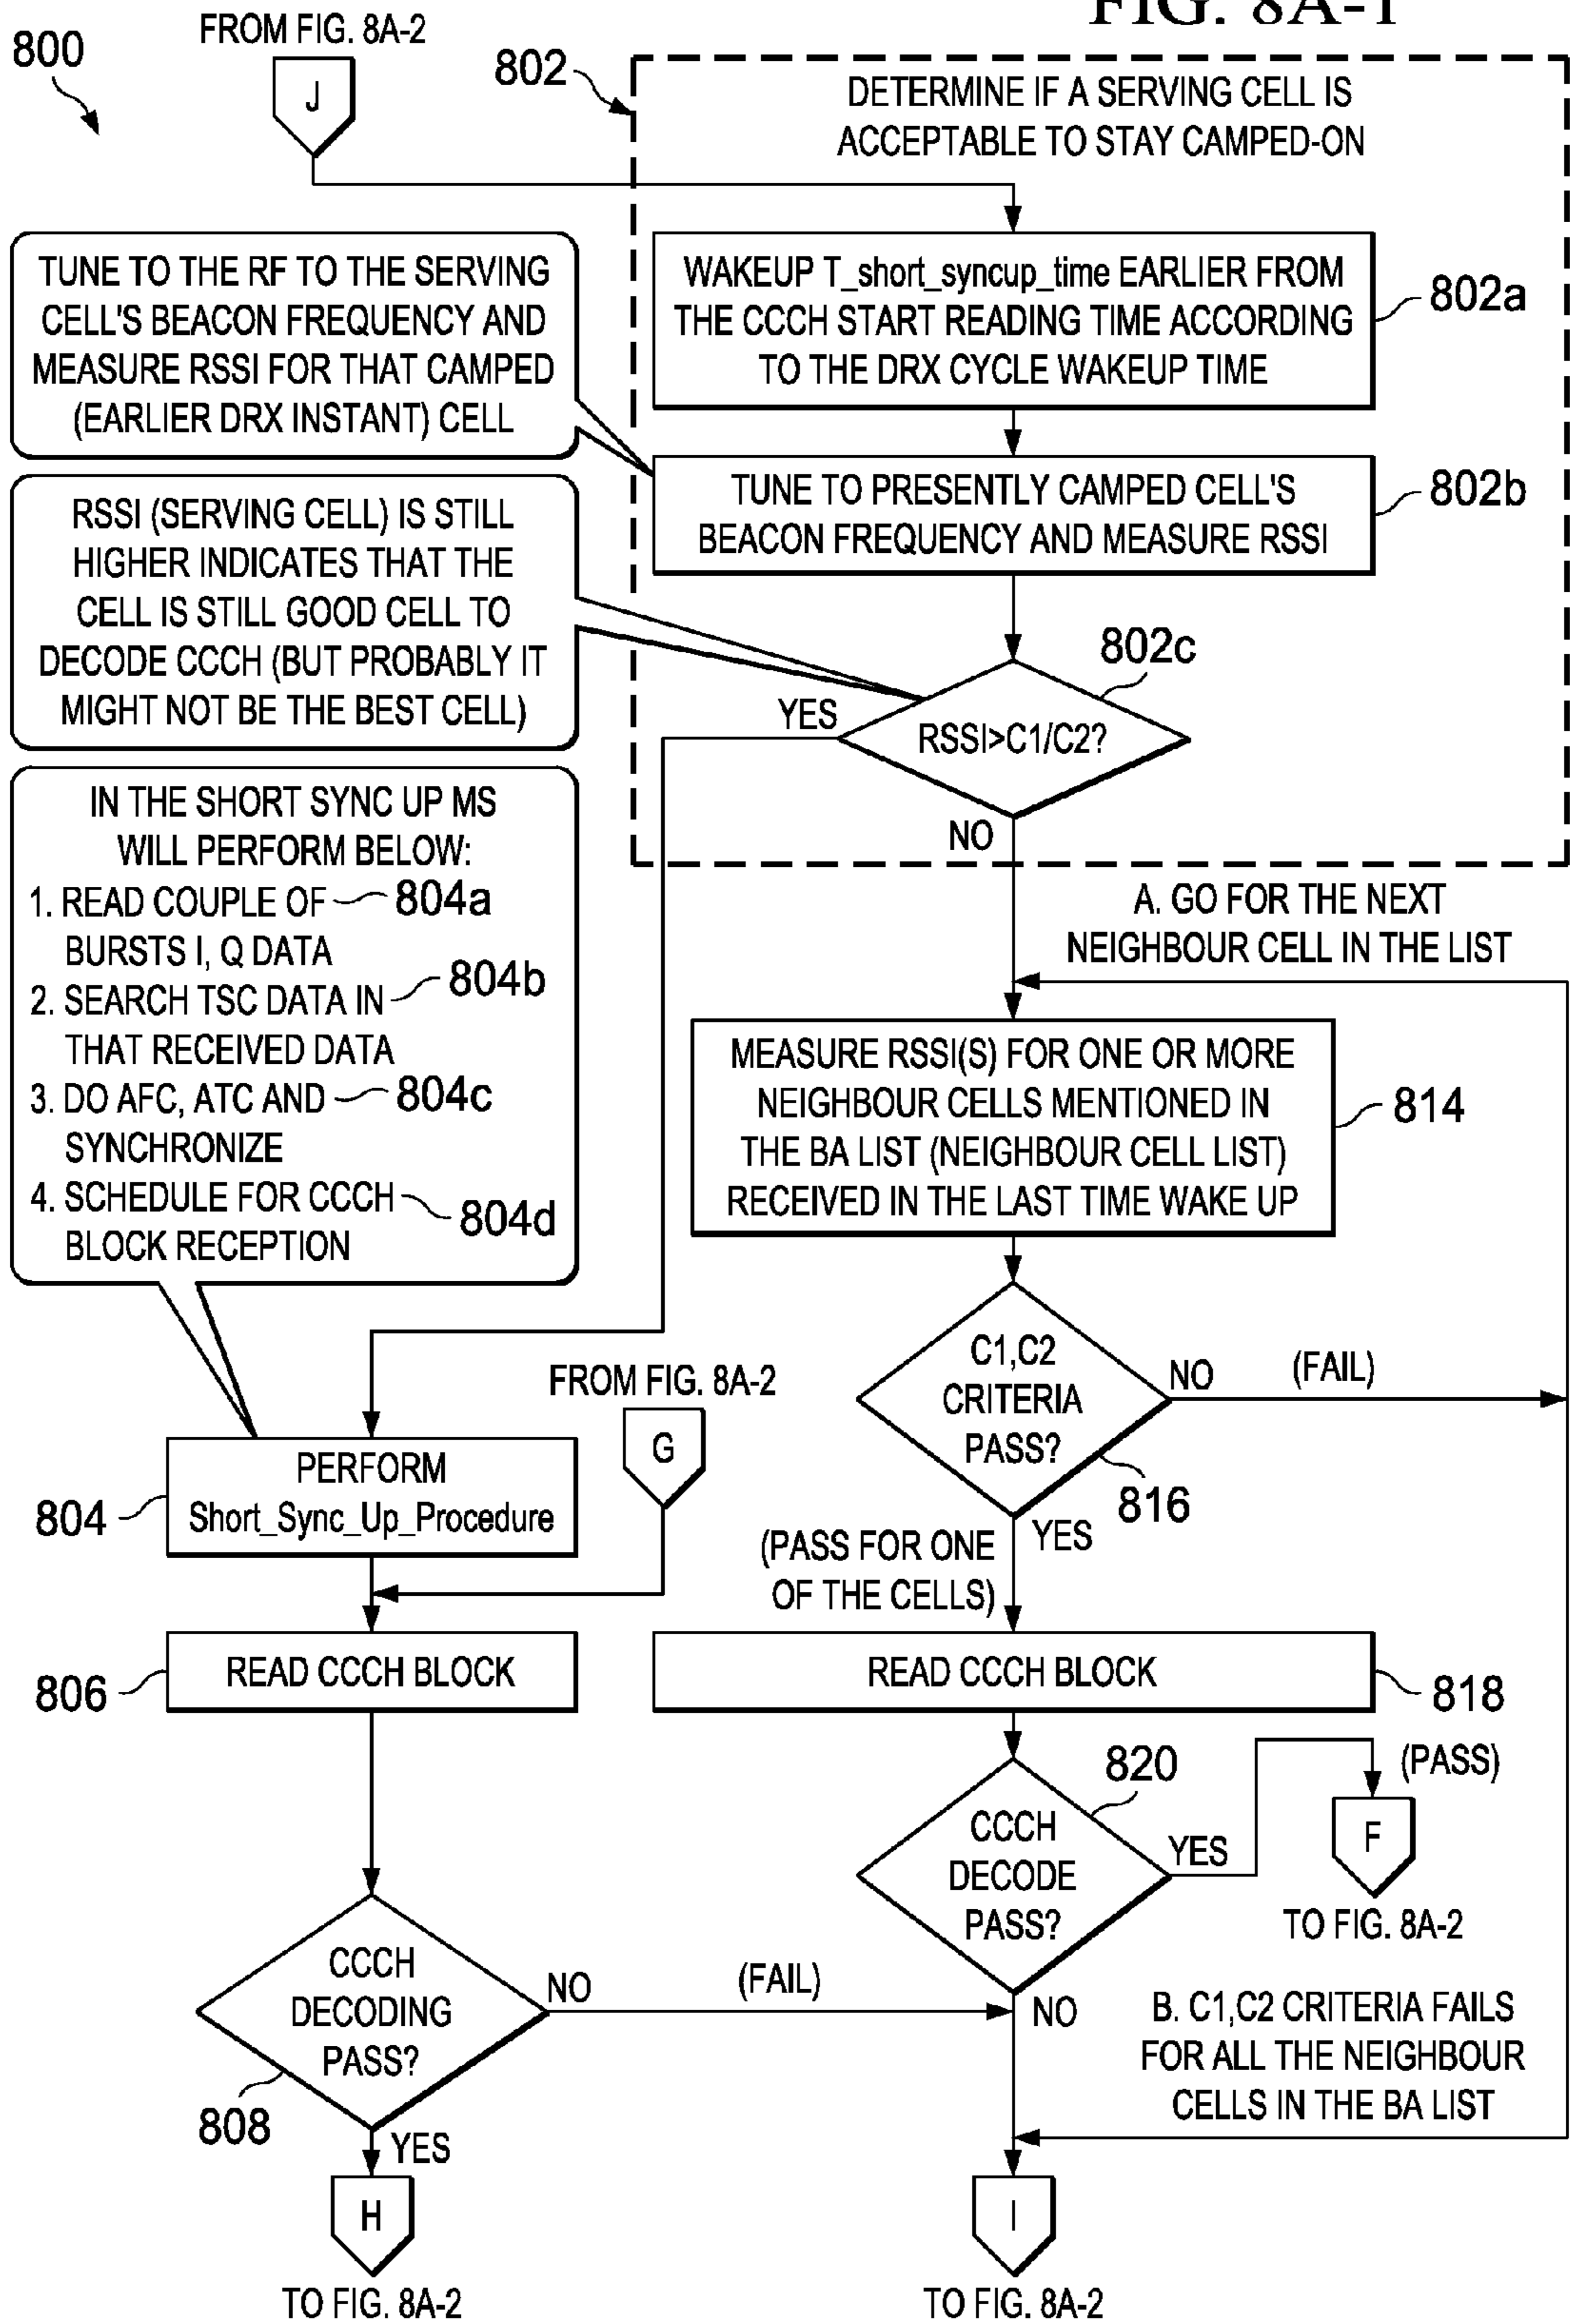 FIG. 8A-1
800
FROM FIG. 8A-2
J
802
DETERMINE IF A SERVING CELL IS
ACCEPTABLE TO STAY CAMPED-ON
TUNE TO THE RF TO THE SERVING
CELL'S BEACON FREQUENCY AND
MEASURE RSSI FOR THAT CAMPED
(EARLIER DRX INSTANT) CELL
WAKEUP T_short_syncup_time EARLIER FROM
THE CCCH START READING TIME ACCORDING
TO THE DRX CYCLE WAKEUP TIME
802a
TUNE TO PRESENTLY CAMPED CELL'S
BEACON FREQUENCY AND MEASURE RSSI
802b
RSSI (SERVING CELL) IS STILL
HIGHER INDICATES THAT THE
CELL IS STILL GOOD CELL TO
DECODE CCCH (BUT PROBABLY IT
MIGHT NOT BE THE BEST CELL)
802c
YES
RSSI>C1/C2?
NO
IN THE SHORT SYNC UP MS
WILL PERFORM BELOW:
1. READ COUPLE OF 804a
BURSTS I, Q DATA
2. SEARCH TSC DATA IN 804b
THAT RECEIVED DATA
3. DO AFC, ATC AND 804c
SYNCHRONIZE
4. SCHEDULE FOR CCCH 804d
BLOCK RECEPTION
A. GO FOR THE NEXT
NEIGHBOUR CELL IN THE LIST
MEASURE RSSI(S) FOR ONE OR MORE
NEIGHBOUR CELLS MENTIONED IN
THE BA LIST (NEIGHBOUR CELL LIST)
RECEIVED IN THE LAST TIME WAKE UP
814
C1,C2
CRITERIA
PASS?
NO
(FAIL)
816
YES
(PASS FOR ONE
OF THE CELLS)
FROM FIG. 8A-2
G
804
PERFORM
Short_Sync_Up_Procedure
806
READ CCCH BLOCK
READ CCCH BLOCK
818
820
CCCH
DECODE
PASS?
YES
(PASS)
F
TO FIG. 8A-2
CCCH
DECODING
PASS?
NO
(FAIL)
NO
808
YES
B. C1,C2 CRITERIA FAILS
FOR ALL THE NEIGHBOUR
CELLS IN THE BA LIST
H
TO FIG. 8A-2
I
TO FIG. 8A-2